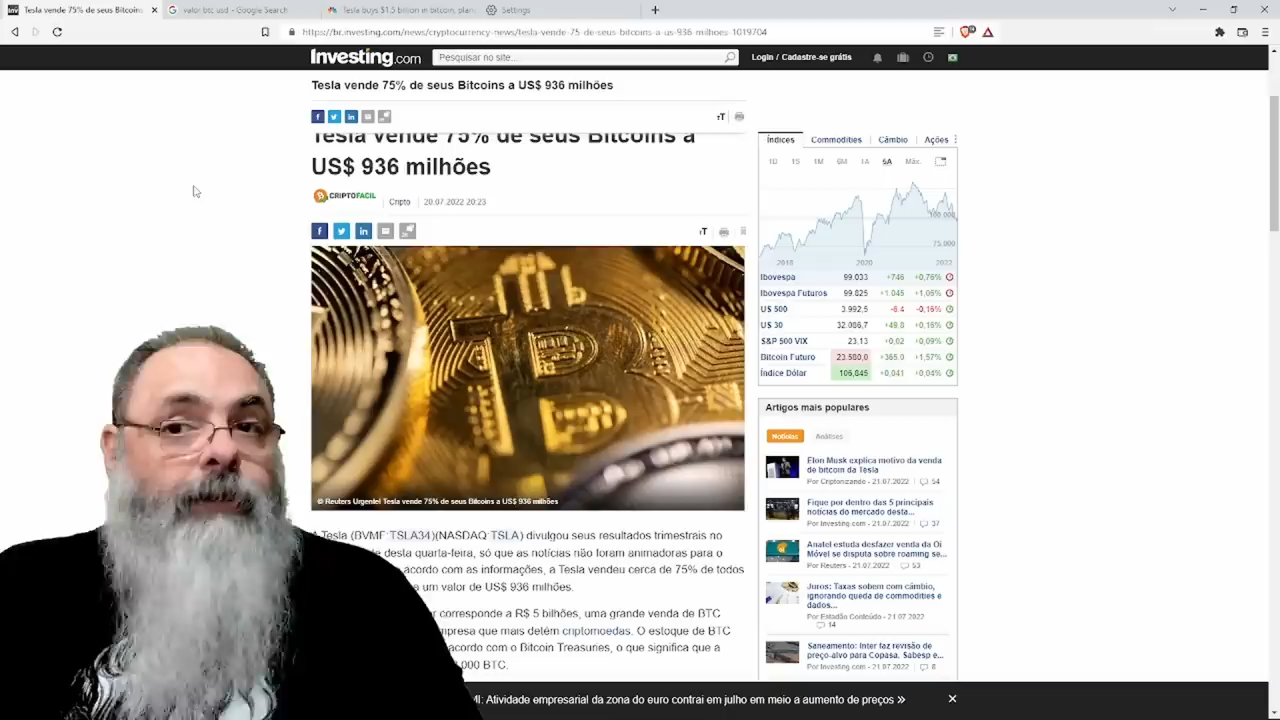 Tesla vende 75% de seus Bitcoins
valor btc usd - Google Search
Tesla buys $1.5 billion in bitcoin, plan
Settings
br.investing.com/news/cryptocurrency-news/tesla-vende-75-de-seus-bitcoins-a-us-936-milhoes-1019704
Investing.com
Pesquisar no site...
Login / Cadastre-se grátis
Tesla vende 75% de seus Bitcoins a US$ 936 milhões
Tesla vende 75% de seus Bitcoins a
US$ 936 milhões
CRIPTOFACIL
Cripto
20.07.2022 20:23
© Reuters Urgente! Tesla vende 75% de seus Bitcoins a US$ 936 milhões
A Tesla (BVMF:TSLA34)(NASDAQ:TSLA) divulgou seus resultados trimestrais no
desta quarta-feira, só que as notícias não foram animadoras para o
acordo com as informações, a Tesla vendeu cerca de 75% de todos
a um valor de US$ 936 milhões.
corresponde a R$ 5 bilhões, uma grande venda de BTC
que mais detém criptomoedas. O estoque de BTC
acordo com o Bitcoin Treasuries, o que significa que a
000 BTC.
Índices
Commodities
Câmbio
Ações
1D 1S 1M 6M 1A 5A Máx.
100.000
75.000
2018 2020 2022
Ibovespa 99.033 +746 +0,76%
Ibovespa Futuros 99.825 +1.045 +1,06%
US 500 3.992,5 -6.4 -0,16%
US 30 32.086,7 +49,8 +0,16%
S&P 500 VIX 23,13 +0,02 +0,09%
Bitcoin Futuro 23.580,0 +365.0 +1,57%
Índice Dólar 106,845 +0,041 +0,04%
Artigos mais populares
Notícias
Análises
Elon Musk explica motivo da venda
de bitcoin da Tesla
Por Criptonizando - 21.07.2022 54
Fique por dentro das 5 principais
notícias do mercado desta...
Por Investing.com - 21.07.2022 37
Anatel estuda desfazer venda da Oi
Móvel se disputa sobre roaming se...
Por Reuters - 21.07.2022 53
Juros: Taxas sobem com câmbio,
ignorando queda de commodities e
dados...
Por Estadão Conteúdo - 21.07.2022
14
Saneamento: Inter faz revisão de
preço-alvo para Copasa, Sabesp e...
Por Investing.com - 21.07.2022 8
Atividade empresarial da zona do euro contrai em julho em meio a aumento de preços »